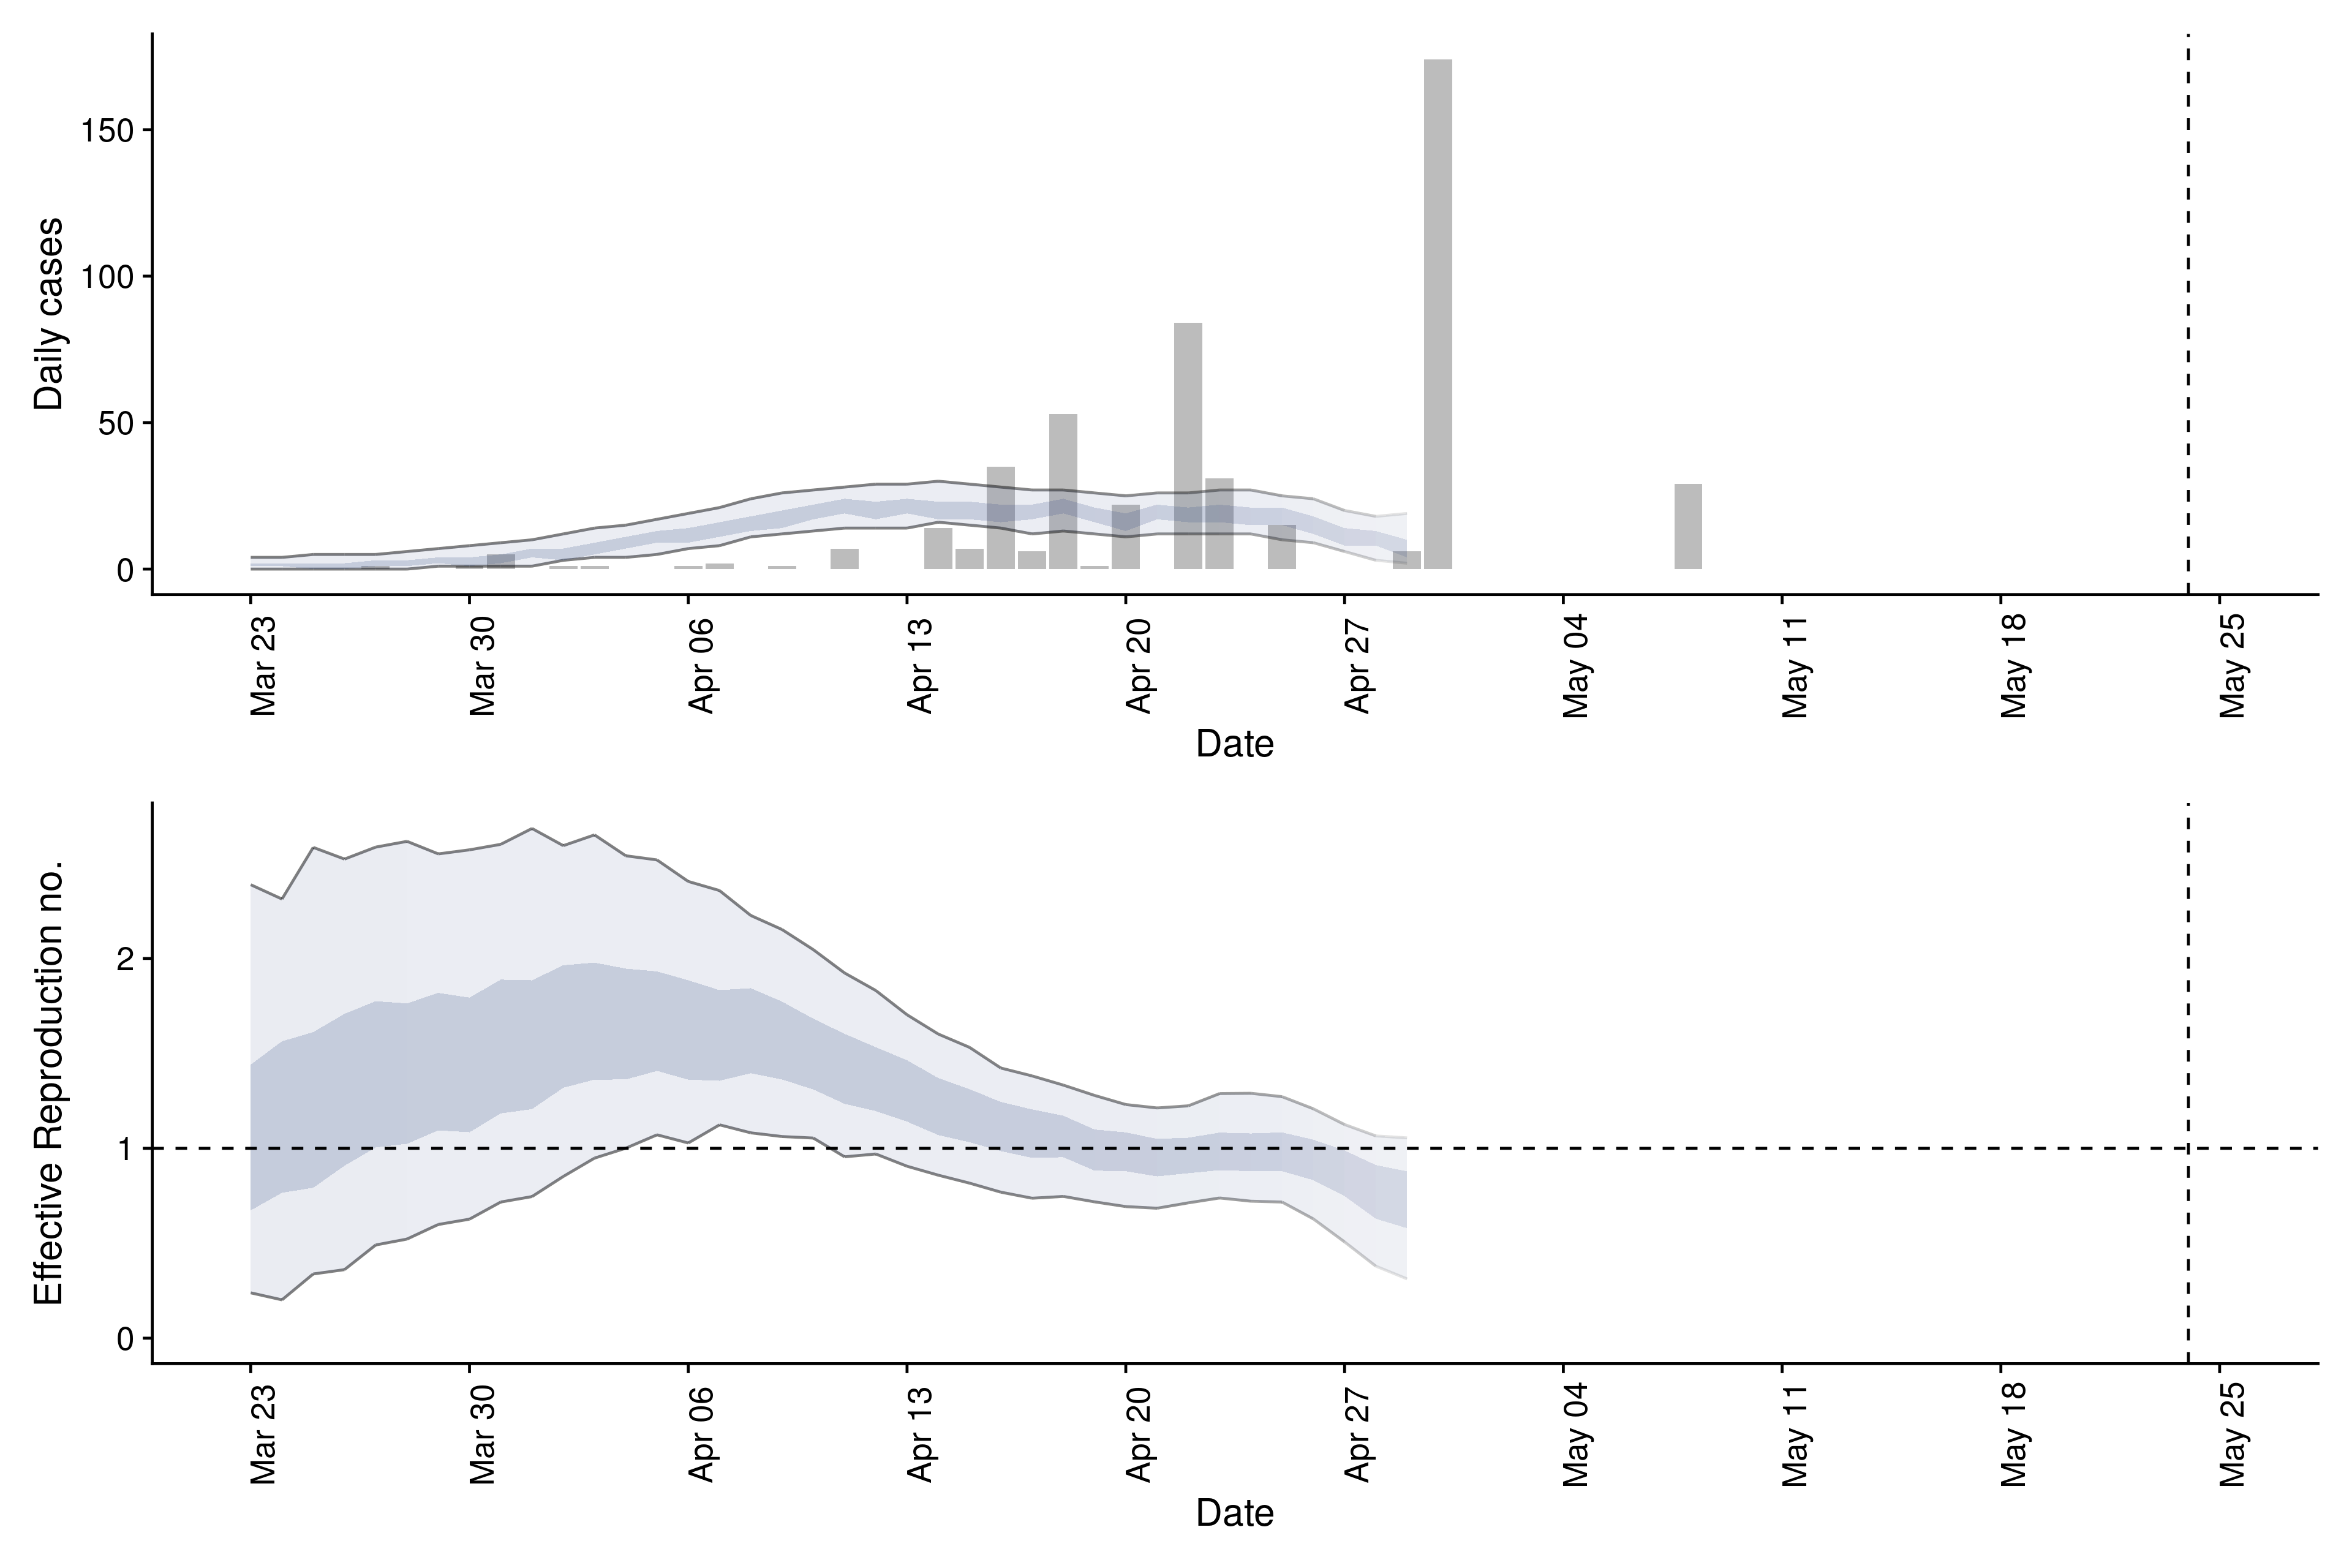 Daily cases
150
100
50
0
Mar 23
Mar 30
Apr 06
Apr 13
Apr 20
Apr 27
May 04
May 11
May 18
May 25
Date
Effective Reproduction no.
2
1
0
Mar 23
Mar 30
Apr 06
Apr 13
Apr 20
Apr 27
May 04
May 11
May 18
May 25
Date